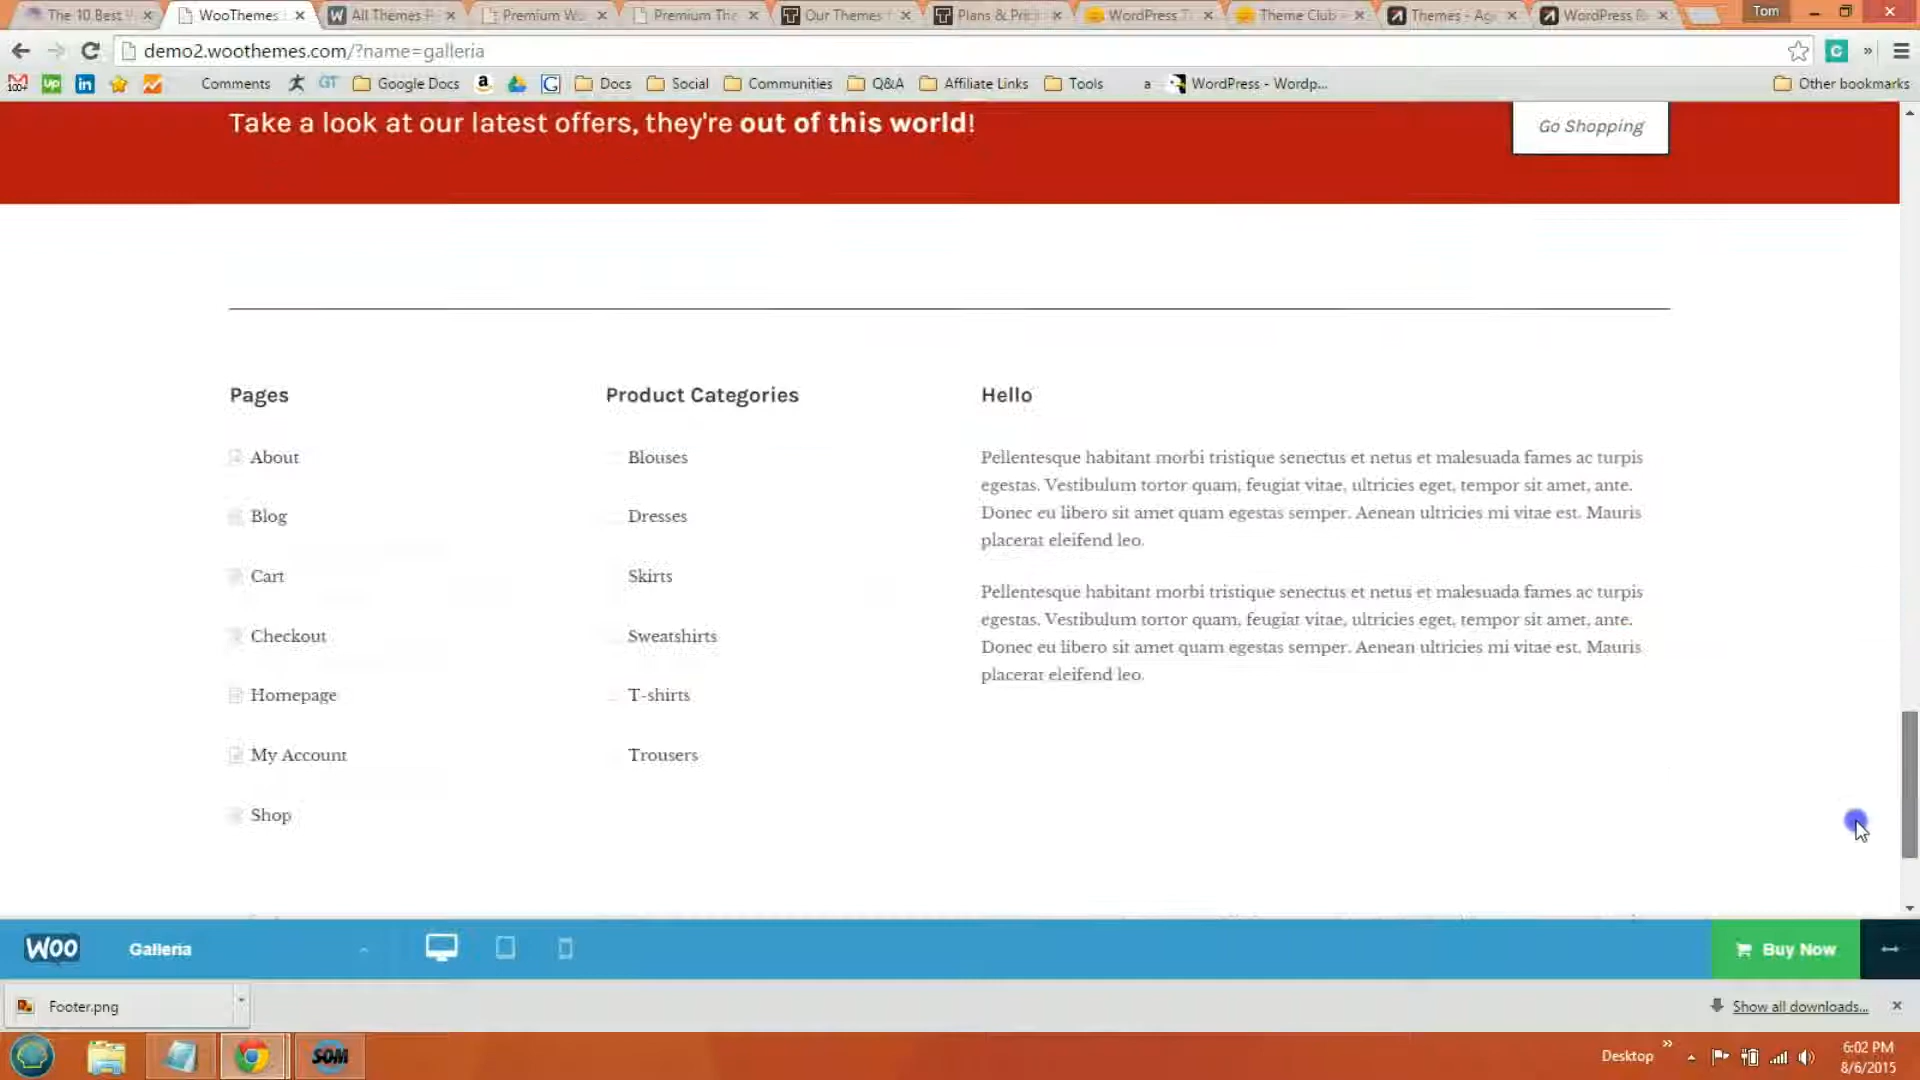 The 10 Best
WooThemes
All Themes
Premium W
Premium The
Our Themes
Plans & Pric
WordPress T
Theme Club
Themes - Ag
WordPress
Tom
demo2.woothemes.com/?name=galleria
100+
up
in
Comments
GT
Google Docs
a
Docs
Social
Communities
Q&A
Affiliate Links
Tools
a
WordPress - Wordp...
Other bookmarks
Take a look at our latest offers, they're out of this world!
Go Shopping
Pages
About
Blog
Cart
Checkout
Homepage
My Account
Shop
Product Categories
Blouses
Dresses
Skirts
Sweatshirts
T-shirts
Trousers
Hello
Pellentesque habitant morbi tristique senectus et netus et malesuada fames ac turpis
egestas. Vestibulum tortor quam, feugiat vitae, ultricies eget, tempor sit amet, ante.
Donec eu libero sit amet quam egestas semper. Aenean ultricies mi vitae est. Mauris
placerat eleifend leo.
Pellentesque habitant morbi tristique senectus et netus et malesuada fames ac turpis
egestas. Vestibulum tortor quam, feugiat vitae, ultricies eget, tempor sit amet, ante.
Donec eu libero sit amet quam egestas semper. Aenean ultricies mi vitae est. Mauris
placerat eleifend leo.
WOO
Galleria
Buy Now
Footer.png
Show all downloads...
SOM
Desktop
6:02 PM
8/6/2015